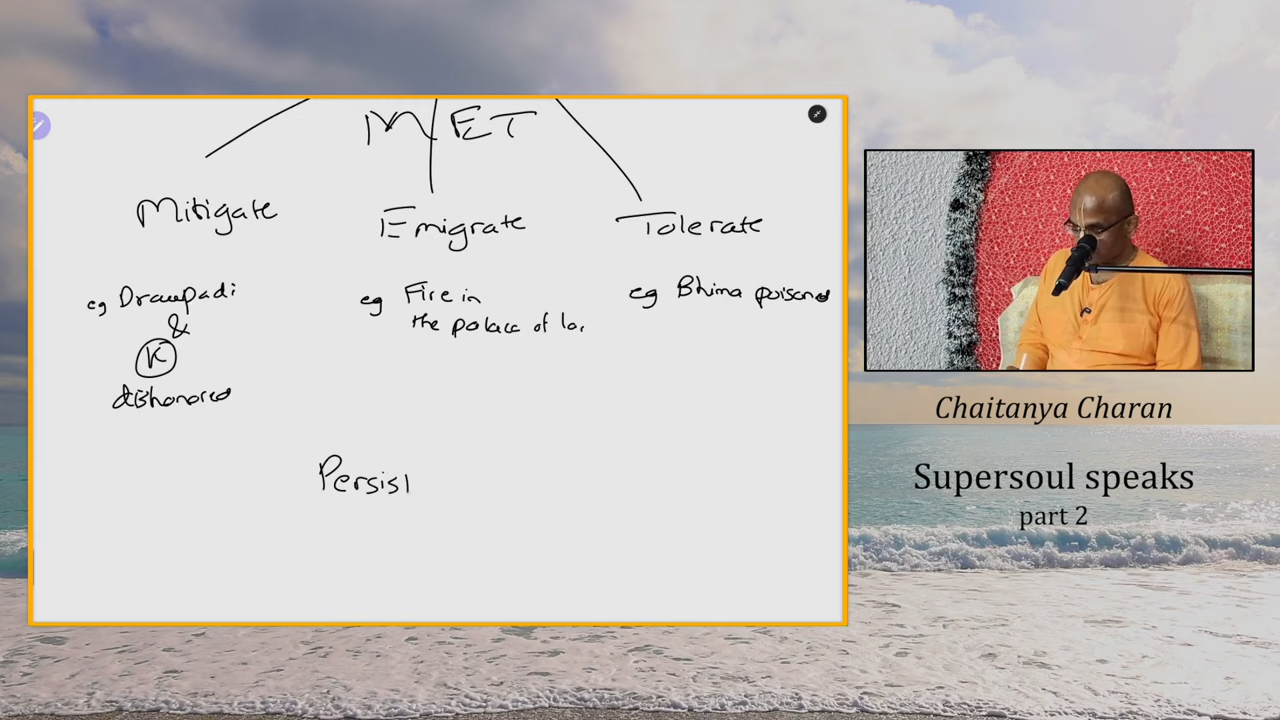 MET
Mitigate
Emigrate
Tolerate
eg Draupadi
&
K
dishonored
eg Fire in
the palace of lac
eg Bhima poisoned
Persist
Chaitanya Charan
Supersoul speaks
part 2